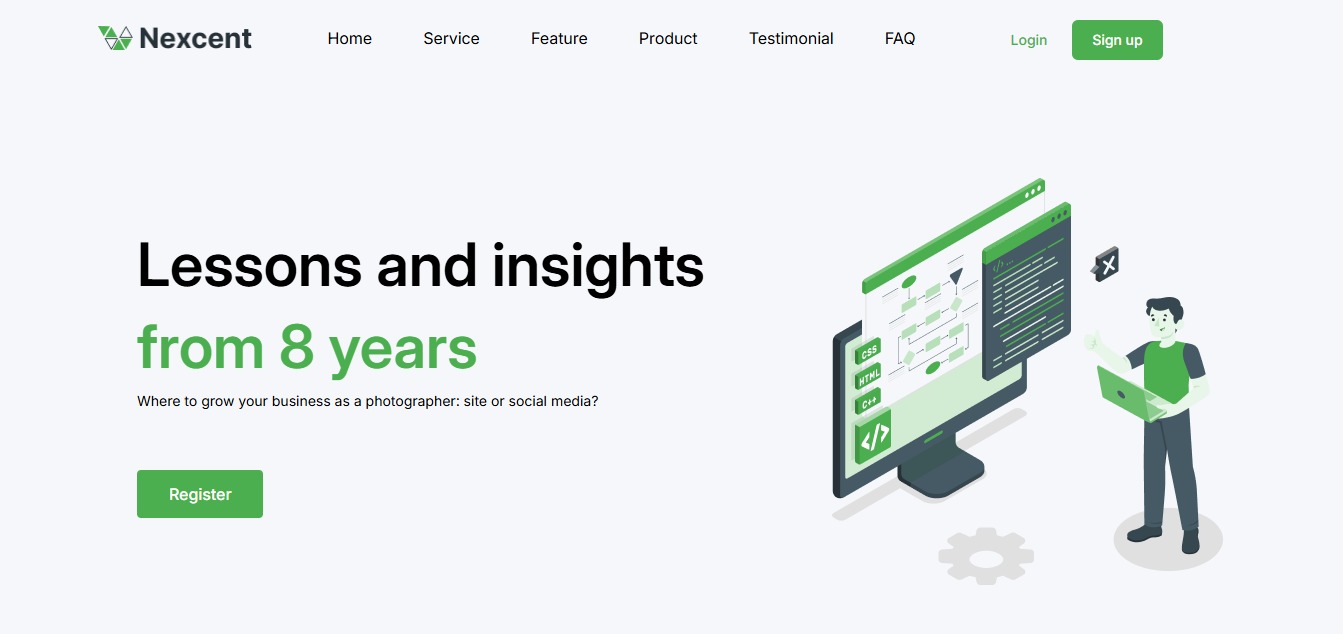 Nexcent Home Service Feature Product Testimonial FAQ Login Sign up
Lessons and insights
from 8 years
Where to grow your business as a photographer: site or social media?
Register
</>...
CSS
HTML
C++
</>